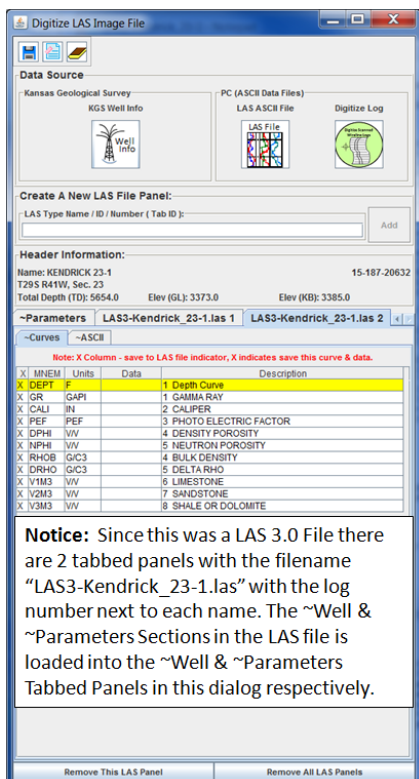 Digitize LAS Image File
Data Source
Kansas Geological Survey
KGS Well Info
Well
Info
PC (ASCII Data Files)
LAS ASCII File
Digitize Log
LAS File
Create A New LAS File Panel:
LAS Type Name / ID / Number ( Tab ID ):
Add
Header Information:
Name: KENDRICK 23-1 15-187-20632
T29S R41W, Sec. 23
Total Depth (TD): 5654.0 Elev (GL): 3373.0 Elev (KB): 3385.0
~Parameters LAS3-Kendrick_23-1.las 1 LAS3-Kendrick_23-1.las 2
~Curves ~ASCII
Note: X Column - save to LAS file indicator, X indicates save this curve & data.
X MNEM Units Data Description
X DEPT F 1 Depth Curve
X GR GAPI 1 GAMMA RAY
X CALI IN 2 CALIPER
X PEF PEF 3 PHOTO ELECTRIC FACTOR
X DPHI V/V 4 DENSITY POROSITY
X NPHI V/V 5 NEUTRON POROSITY
X RHOB G/C3 4 BULK DENSITY
X DRHO G/C3 5 DELTA RHO
X V1M3 V/V 6 LIMESTONE
X V2M3 V/V 7 SANDSTONE
X V3M3 V/V 8 SHALE OR DOLOMITE
Notice: Since this was a LAS 3.0 File there
are 2 tabbed panels with the filename
“LAS3-Kendrick_23-1.las” with the log
number next to each name. The ~Well &
~Parameters Sections in the LAS file is
loaded into the ~Well & ~Parameters
Tabbed Panels in this dialog respectively.
Remove This LAS Panel Remove All LAS Panels